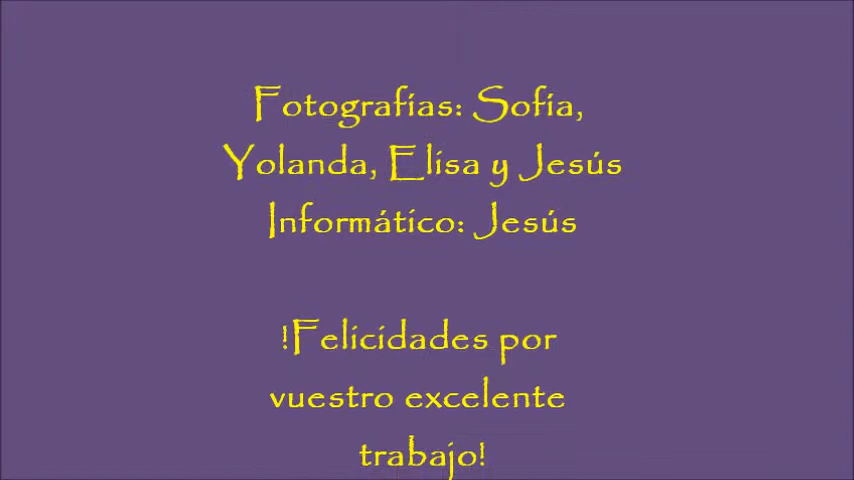 Fotografías: Sofía,
Yolanda, Elisa y Jesús
Informático: Jesús
!Felicidades por
vuestro excelente
trabajo!